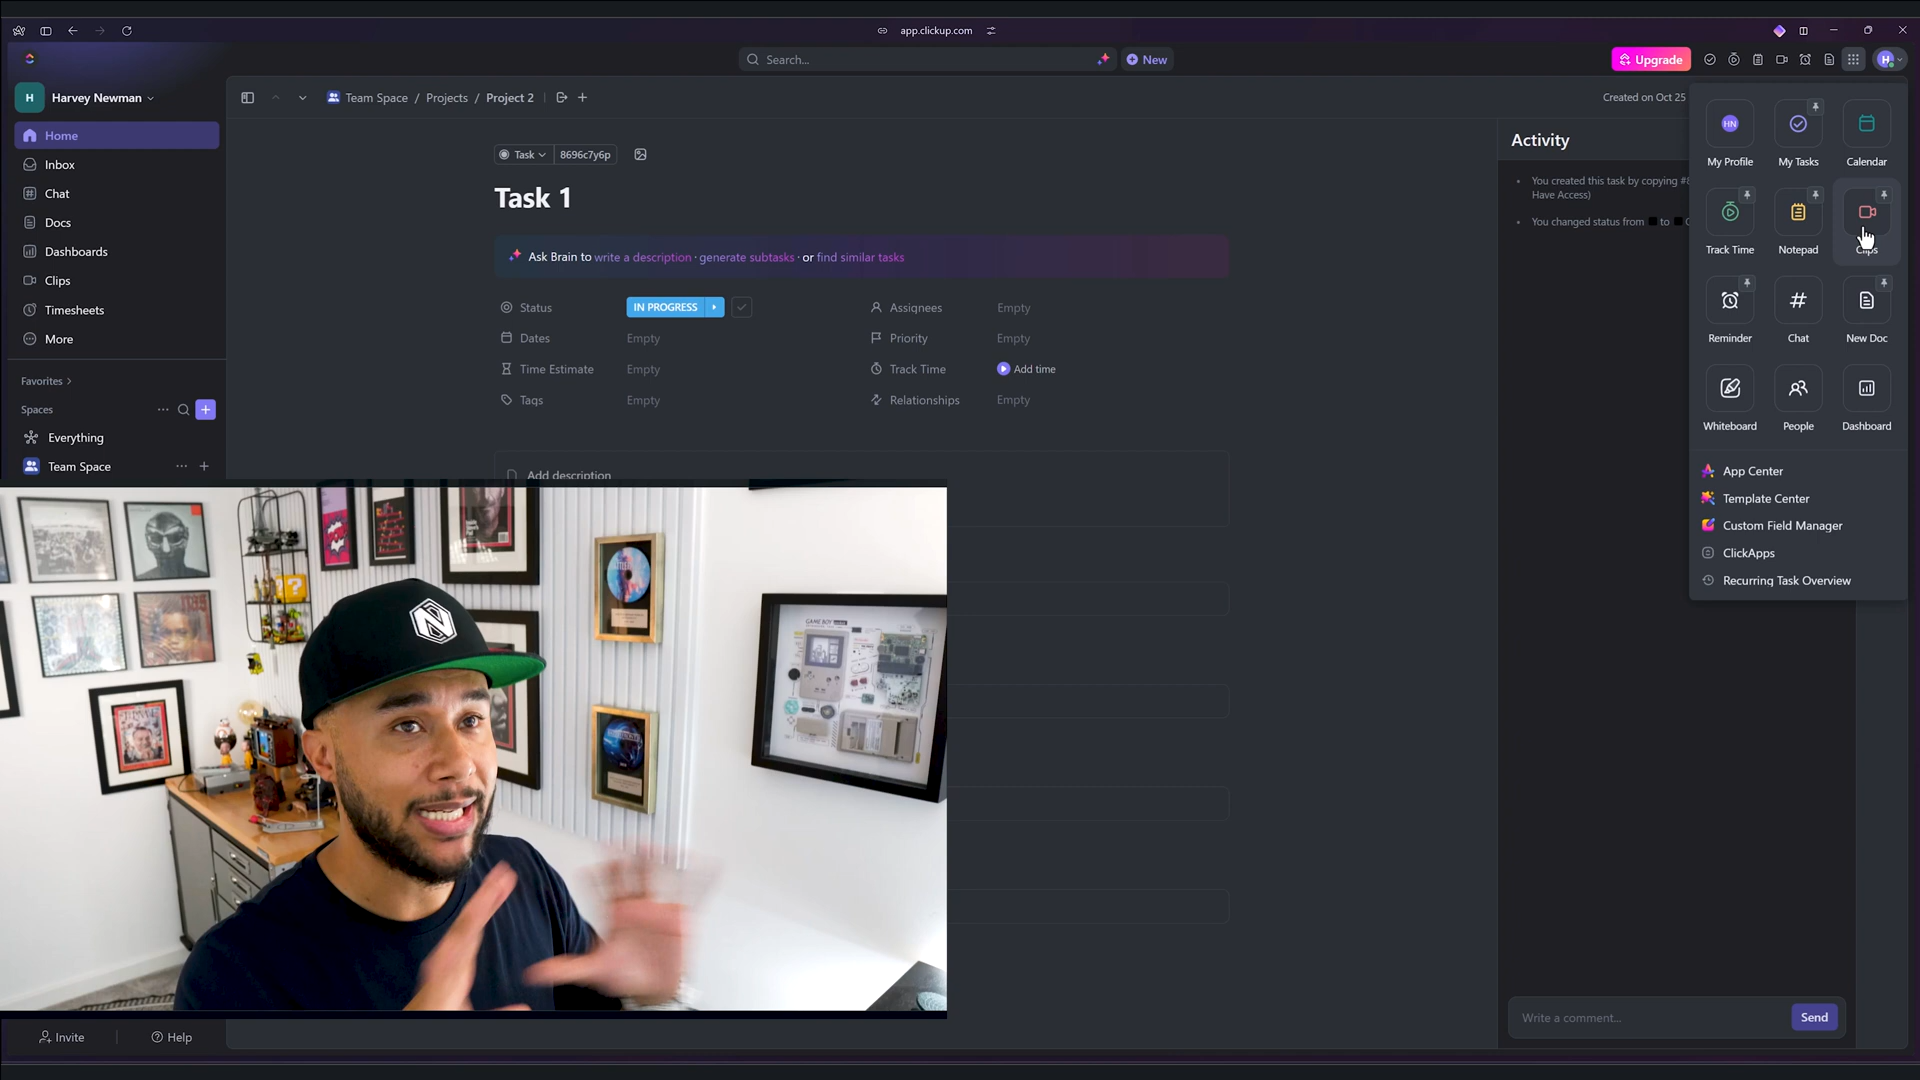 app.clickup.com
Search...
New
Upgrade
H
H
Harvey Newman
Team Space / Projects / Project 2
Created on Oct 25
Home
Inbox
Chat
Docs
Dashboards
Clips
Timesheets
More
Favorites
Spaces
Everything
Team Space
Task
8696c7y6p
Task 1
Ask Brain to write a description · generate subtasks · or find similar tasks
Status
IN PROGRESS
Assignees
Empty
Dates
Empty
Priority
Empty
Time Estimate
Empty
Track Time
Add time
Tags
Empty
Relationships
Empty
Add description
Activity
You created this task by copying
Have Access)
You changed status from
to
HN
My Profile
My Tasks
Calendar
Track Time
Notepad
Clips
Reminder
Chat
New Doc
Whiteboard
People
Dashboard
App Center
Template Center
Custom Field Manager
ClickApps
Recurring Task Overview
N
GAME BOY
Write a comment...
Send
Invite
Help